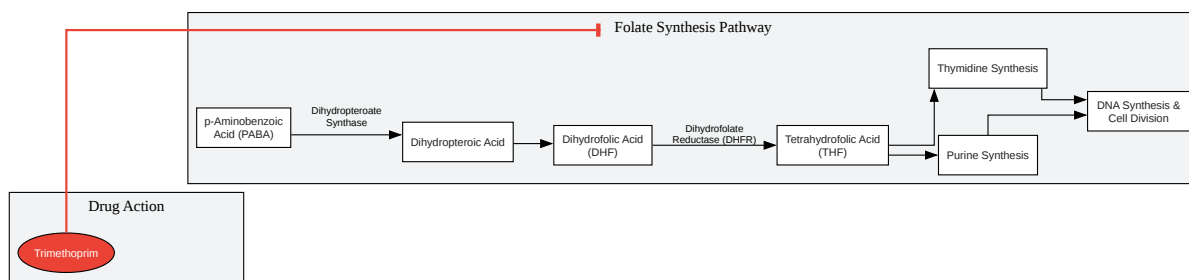 Folate Synthesis Pathway
Thymidine Synthesis
p-Aminobenzoic
Acid (PABA)
Dihydropteroate
Synthase
Dihydropteroic Acid
Dihydrofolic Acid
(DHF)
Dihydrofolate
Reductase (DHFR)
Tetrahydrofolic Acid
(THF)
Purine Synthesis
DNA Synthesis &
Cell Division
Drug Action
Trimethoprim